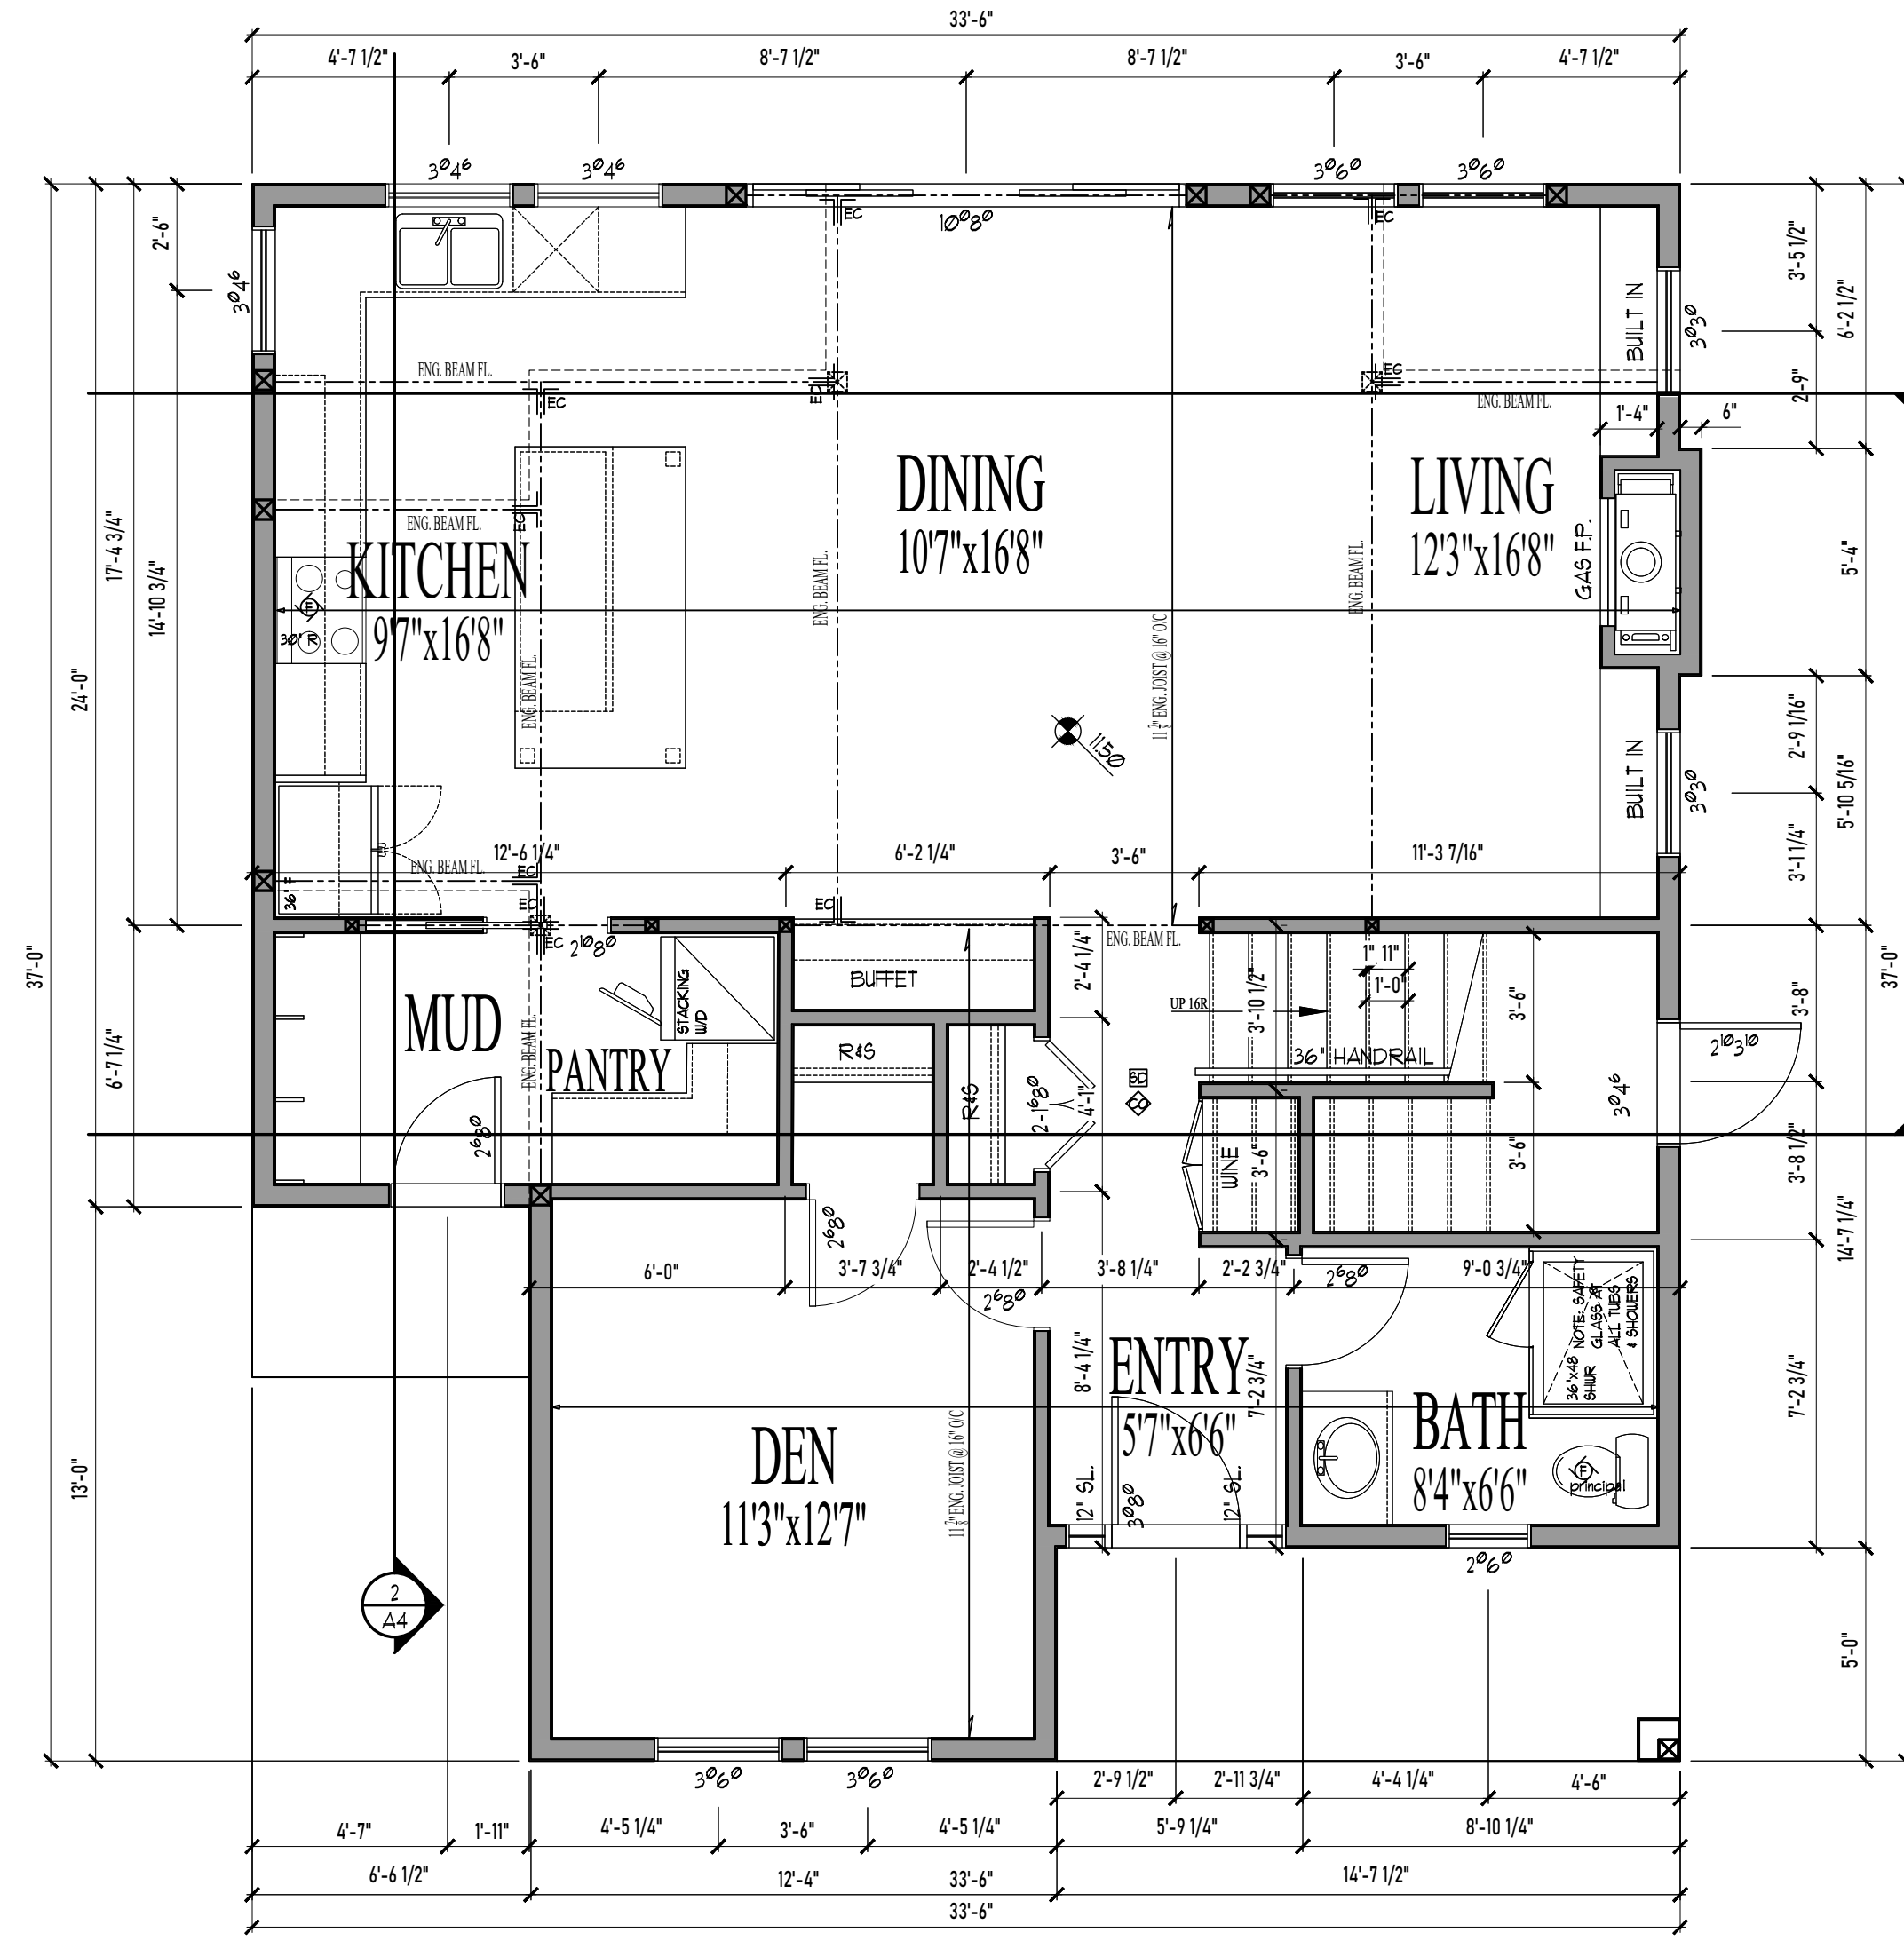 33'-6"
4'-7 1/2" 3'-6" 8'-7 1/2" 8'-7 1/2" 3'-6" 4'-7 1/2"
3⁰4⁶ 3⁰4⁶ 3⁰6⁰ 3⁰6⁰
EC 10⁰8⁰ EC
2'-6"
3⁰4⁶
BUILT IN
3⁰3⁰
3'-5 1/2"
6'-2 1/2"
2'-9"
ENG. BEAM FL.
EC
EC
EC
EC
ENG. BEAM FL.
1'-4" 6"
DINING
10'7"x16'8"
LIVING
12'3"x16'8"
ENG. BEAM FL.
EC
KITCHEN
9'7"x16'8"
30" R
F
GAS F.P.
5'-4"
17'-4 3/4"
14'-10 3/4"
24'-0"
37'-0"
ENG. BEAM FL.
ENG. BEAM FL.
ENG. BEAM FL.
11 7/8" ENG. JOIST @ 16" O/C
11.50
BUILT IN
3⁰3⁰
2'-9 1/16"
5'-10 5/16"
3'-1 1/4"
12'-6 1/4" 6'-2 1/4" 3'-6" 11'-3 7/16"
ENG. BEAM FL.
EC
36" F
EC
EC
EC
2¹⁰8⁰
ENG. BEAM FL.
MUD
PANTRY
STACKING
W/D
BUFFET
R&S
R&S
2'-4 1/4"
4'-1"
2-1⁶8⁰
SD
CO
UP 16R
3'-10 1/2"
1" 11"
1'-0"
36" HANDRAIL
3'-6"
3'-6"
3'-6"
WINE
3⁰4⁶
2¹⁰3¹⁰
3'-8"
37'-0"
3'-8 1/2"
14'-7 1/4"
6'-7 1/4"
ENG. BEAM FL.
2⁶8⁰
2⁶8⁰
6'-0" 3'-7 3/4" 2'-4 1/2" 3'-8 1/4" 2'-2 3/4" 9'-0 3/4"
2⁶8⁰
2⁶8⁰
36"x48"
SHWR
NOTE: SAFETY
GLASS AT
ALL TUBS
& SHOWERS
8'-4 1/4"
7'-2 3/4"
7'-2 3/4"
ENTRY
5'7"x6'6"
BATH
8'4"x6'6"
F
principal
DEN
11'3"x12'7"
11 7/8" ENG. JOIST @ 16" O/C
12" SL.
3⁰8⁰
12" SL.
2⁰6⁰
13'-0"
2
A4
5'-0"
3⁰6⁰ 3⁰6⁰
2'-9 1/2" 2'-11 3/4" 4'-4 1/4" 4'-6"
4'-7" 1'-11" 4'-5 1/4" 3'-6" 4'-5 1/4" 5'-9 1/4" 8'-10 1/4"
6'-6 1/2" 12'-4" 33'-6" 14'-7 1/2"
33'-6"